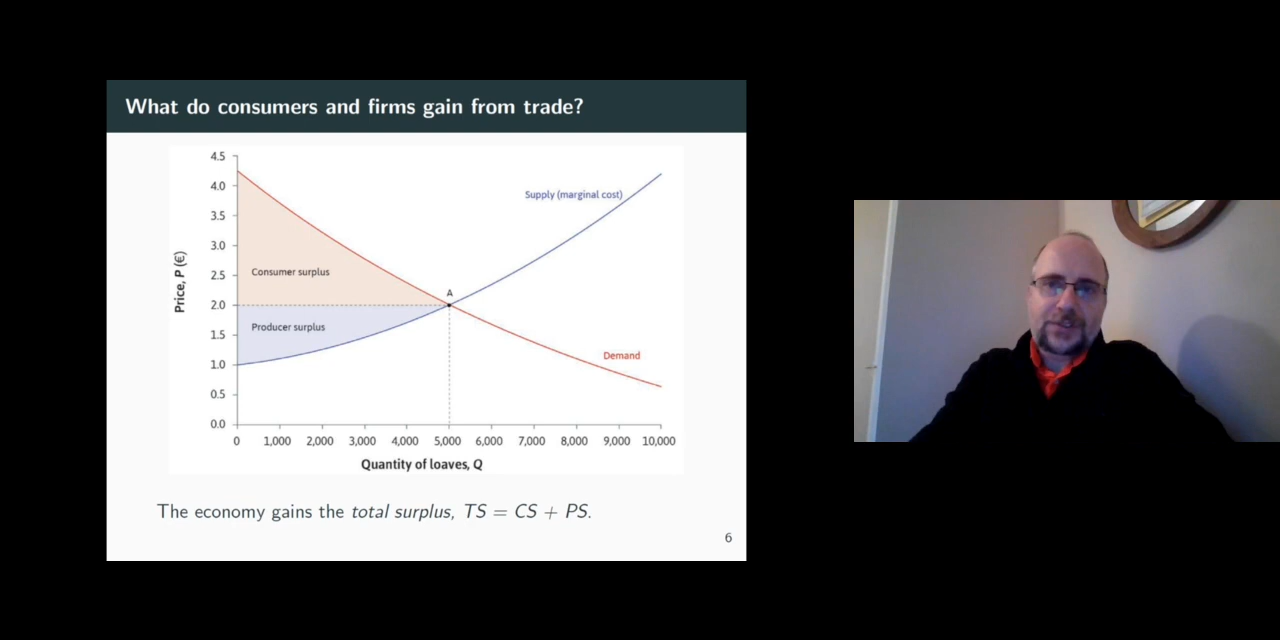 What do consumers and firms gain from trade?
4.5
4.0
3.5
3.0
2.5
2.0
1.5
1.0
0.5
0.0
Price, P (€)
Supply (marginal cost)
Consumer surplus
A
Producer surplus
Demand
0 1,000 2,000 3,000 4,000 5,000 6,000 7,000 8,000 9,000 10,000
Quantity of loaves, Q
The economy gains the total surplus, TS = CS + PS.
6